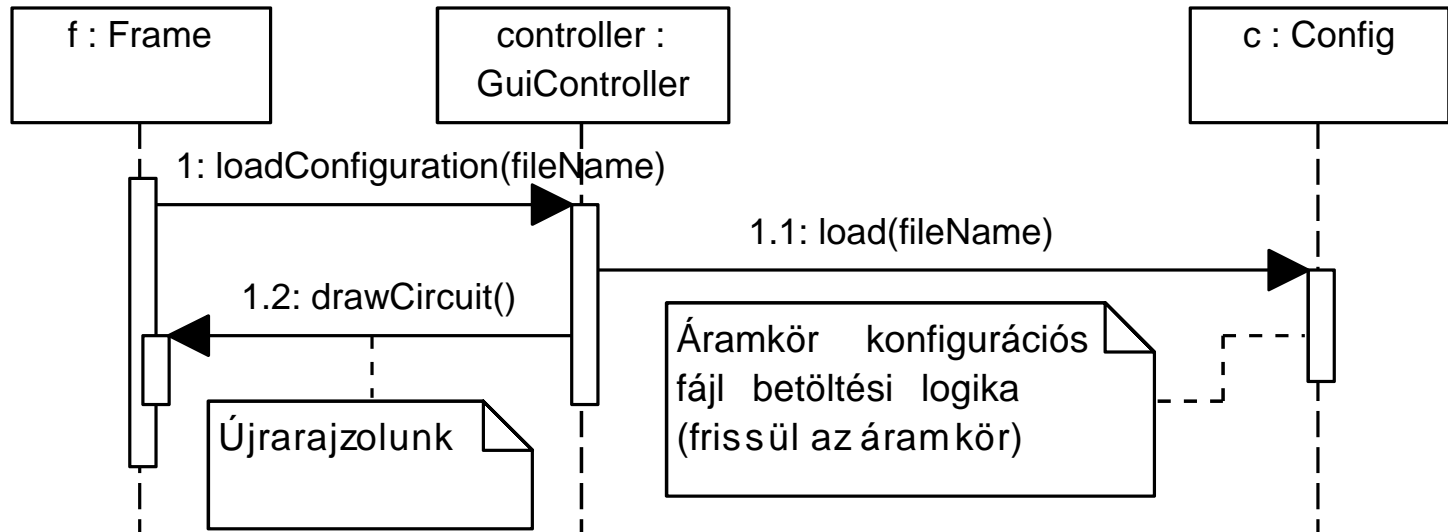 f : Frame
controller :
GuiController
c : Config
1: loadConfiguration(fileName)
1.1: load(fileName)
1.2: drawCircuit()
Áramkör konfigurációs
fájl betöltési logika
(frissül az áramkör)
Újrarajzolunk